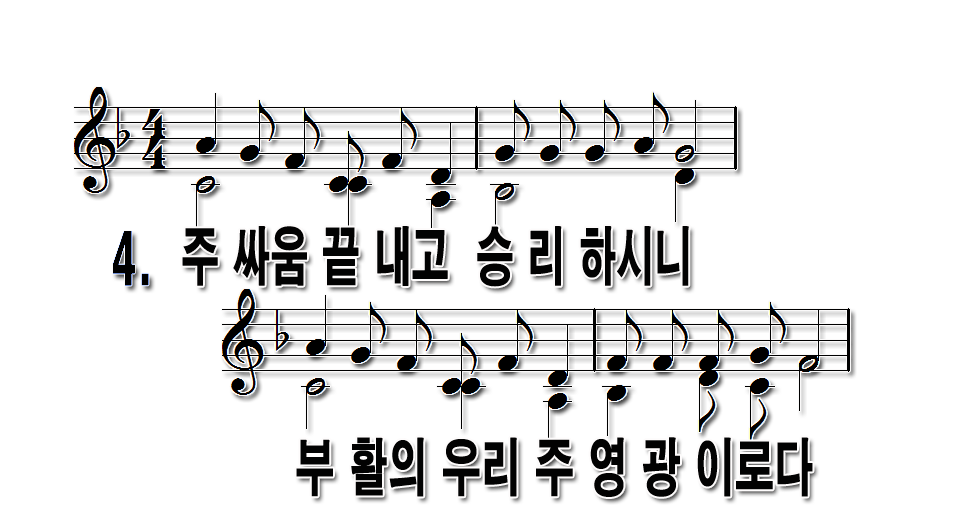 4. 주 싸움 끝 내고 승 리 하시니
부 활의 우리 주 영 광 이로다